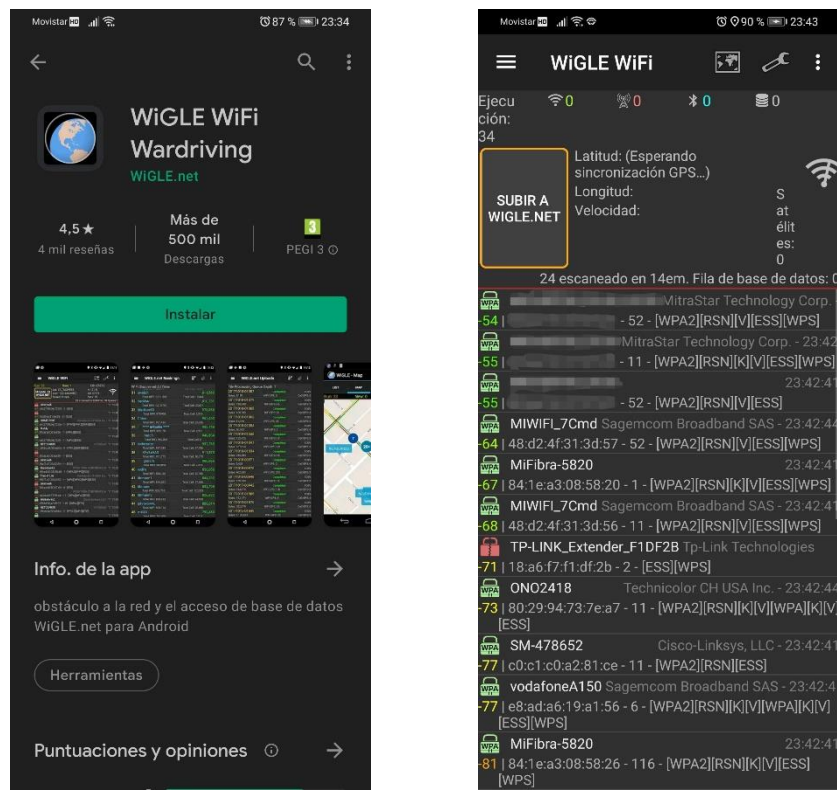 Movistar HD 87 % 23:34
WiGLE WiFi
Wardriving
WiGLE.net
4,5★
4 mil reseñas
Más de
500 mil
Descargas
3
PEGI 3
Instalar
Info. de la app
obstáculo a la red y el acceso de base de datos
WiGLE.net para Android
Herramientas
Puntuaciones y opiniones
Movistar HD 90 % 23:43
WiGLE WiFi
Ejecu
ción:
34
0 0 0 0
SUBIR A
WIGLE.NET
Latitud: (Esperando
sincronización GPS...)
Longitud:
Velocidad:
S
at
élit
es:
0
24 escaneado en 14em. Fila de base de datos: 0
WPA MitraStar Technology Corp.
-54 | - 52 - [WPA2][RSN][V][ESS][WPS]
WPA MitraStar Technology Corp. - 23:42
-55 | - 11 - [WPA2][RSN][K][V][ESS][WPS]
WPA 23:42:41
-55 | - 52 - [WPA2][RSN][V][ESS]
WPA MIWIFI_7Cmd Sagemcom Broadband SAS - 23:42:44
-64 | 48:d2:4f:31:3d:57 - 52 - [WPA2][RSN][V][ESS][WPS]
WPA MiFibra-5820 23:42:41
-67 | 84:1e:a3:08:58:20 - 1 - [WPA2][RSN][K][V][ESS][WPS]
WPA MIWIFI_7Cmd Sagemcom Broadband SAS - 23:42:41
-68 | 48:d2:4f:31:3d:56 - 11 - [WPA2][RSN][V][ESS][WPS]
TP-LINK_Extender_F1DF2B Tp-Link Technologies
-71 | 18:a6:f7:f1:df:2b - 2 - [ESS][WPS]
WPA ONO2418 Technicolor CH USA Inc. - 23:42:44
-73 | 80:29:94:73:7e:a7 - 11 - [WPA2][RSN][K][V][WPA][K][V]
[ESS]
WPA SM-478652 Cisco-Linksys, LLC - 23:42:41
-77 | c0:c1:c0:a2:81:ce - 11 - [WPA2][RSN][ESS]
WPA vodafoneA150 Sagemcom Broadband SAS - 23:42:4
-77 | e8:ad:a6:19:a1:56 - 6 - [WPA2][RSN][K][V][WPA][K][V]
[ESS][WPS]
WPA MiFibra-5820 23:42:41
-81 | 84:1e:a3:08:58:26 - 116 - [WPA2][RSN][K][V][ESS]
[WPS]